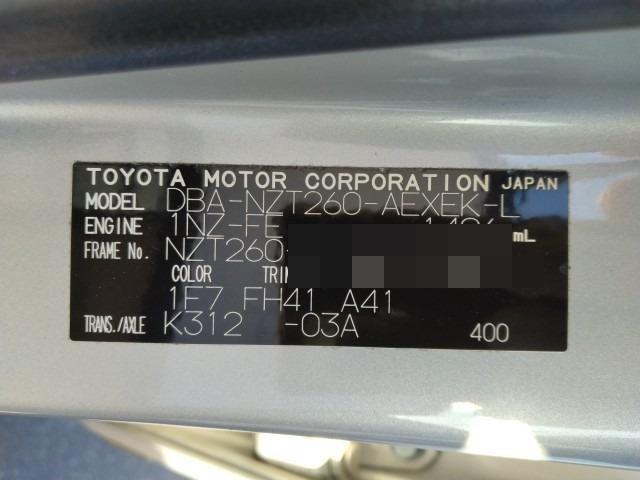 TOYOTA MOTOR CORPORATION JAPAN
MODEL DBA-NZT260-AEXEK-L
ENGINE 1NZ-FE mL
FRAME No. NZT260-
COLOR TRIM
1F7 FH41 A41
TRANS./AXLE K312 -03A 400